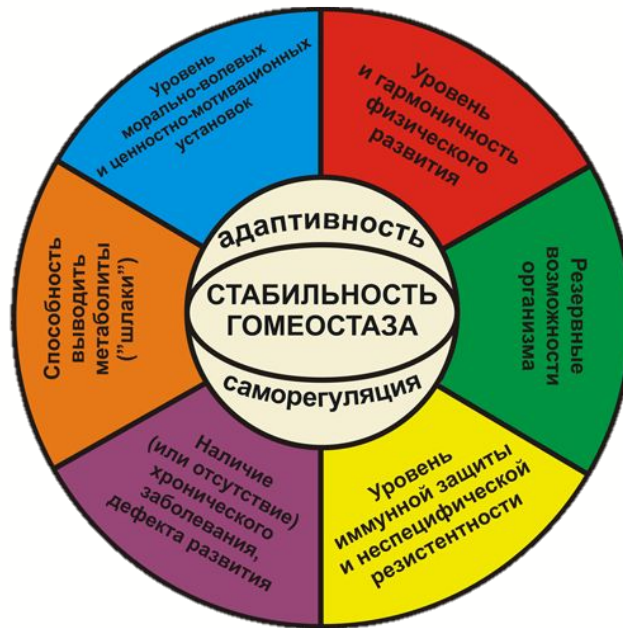 Уровень
морально-волевых
и ценностно-мотивационных
установок
Уровень
и гармоничность
физического
развития
Резервные
возможности
организма
Уровень
иммунной защиты
и неспецифической
резистентности
Наличие
(или отсутствие)
хронического
заболевания,
дефекта развития
Способность
выводить
метаболиты
("шлаки”)
адаптивность
СТАБИЛЬНОСТЬ
ГОМЕОСТАЗА
саморегуляция